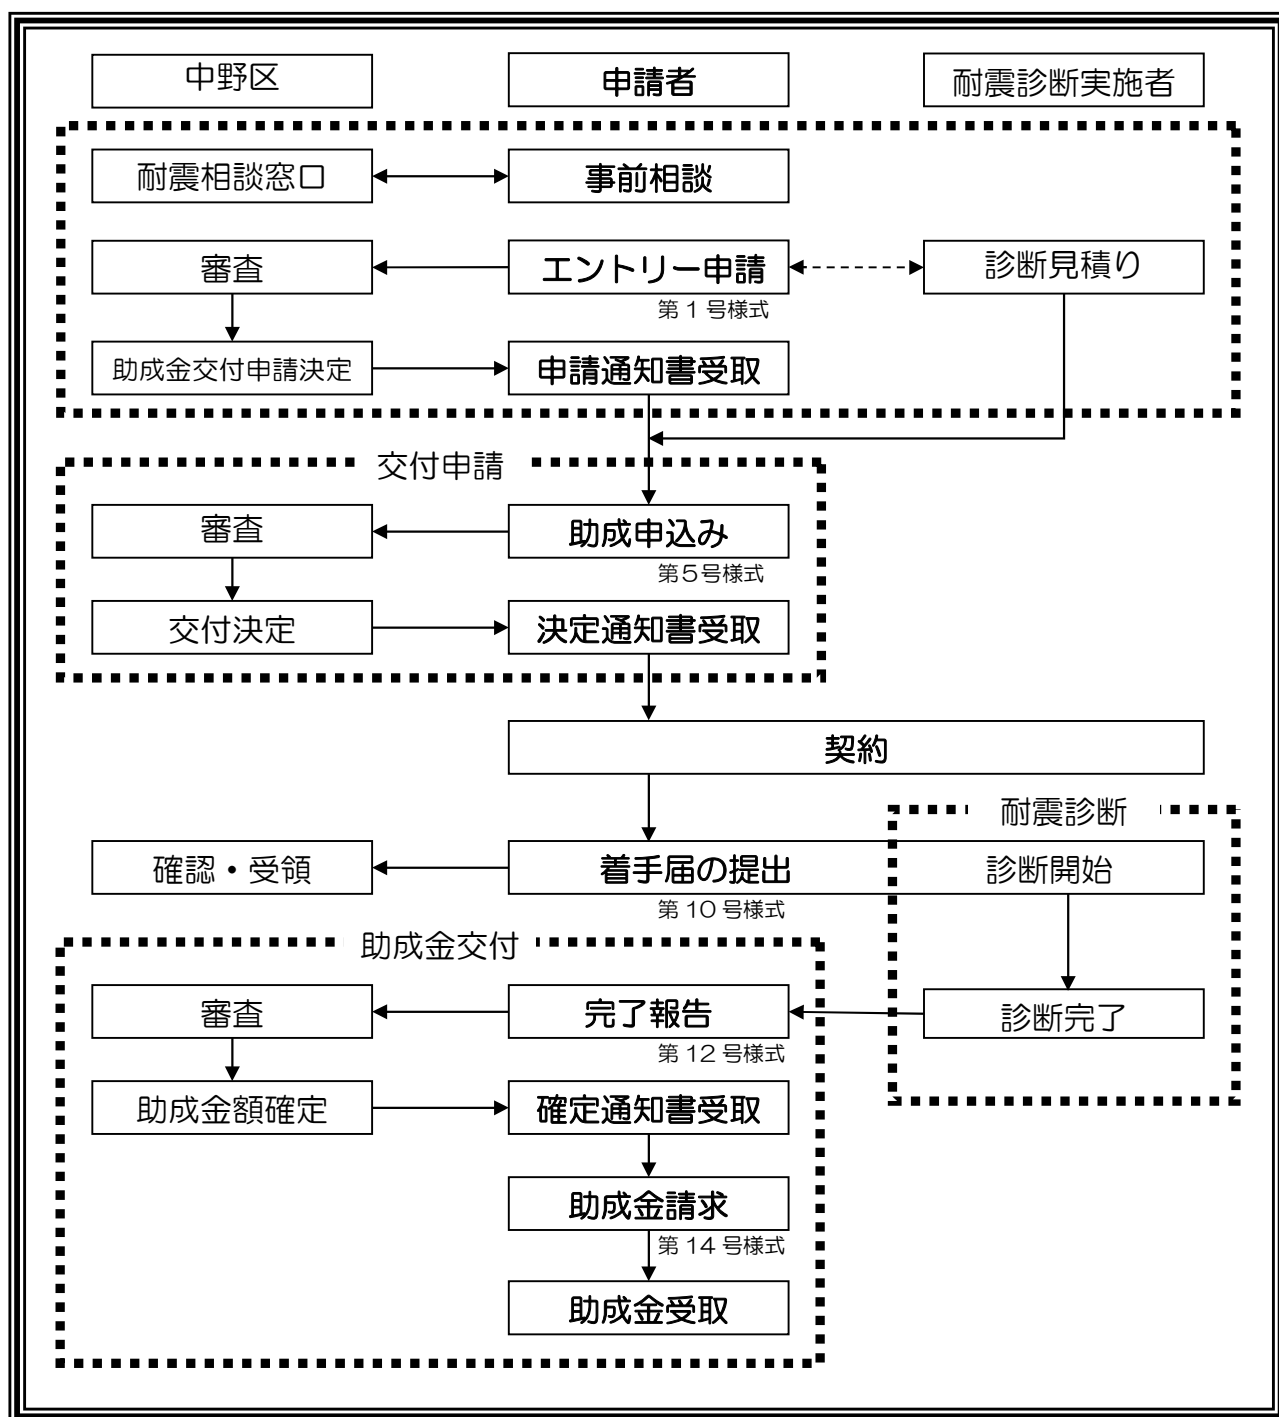 中野区
申請者
耐震診断実施者
耐震相談窓口
事前相談
審査
エントリー申請
診断見積り
第 1 号様式
助成金交付申請決定
申請通知書受取
交付申請
審査
助成申込み
第5号様式
交付決定
決定通知書受取
契約
耐震診断
確認・受領
着手届の提出
診断開始
第 10 号様式
助成金交付
審査
完了報告
診断完了
第 12 号様式
助成金額確定
確定通知書受取
助成金請求
第 14 号様式
助成金受取